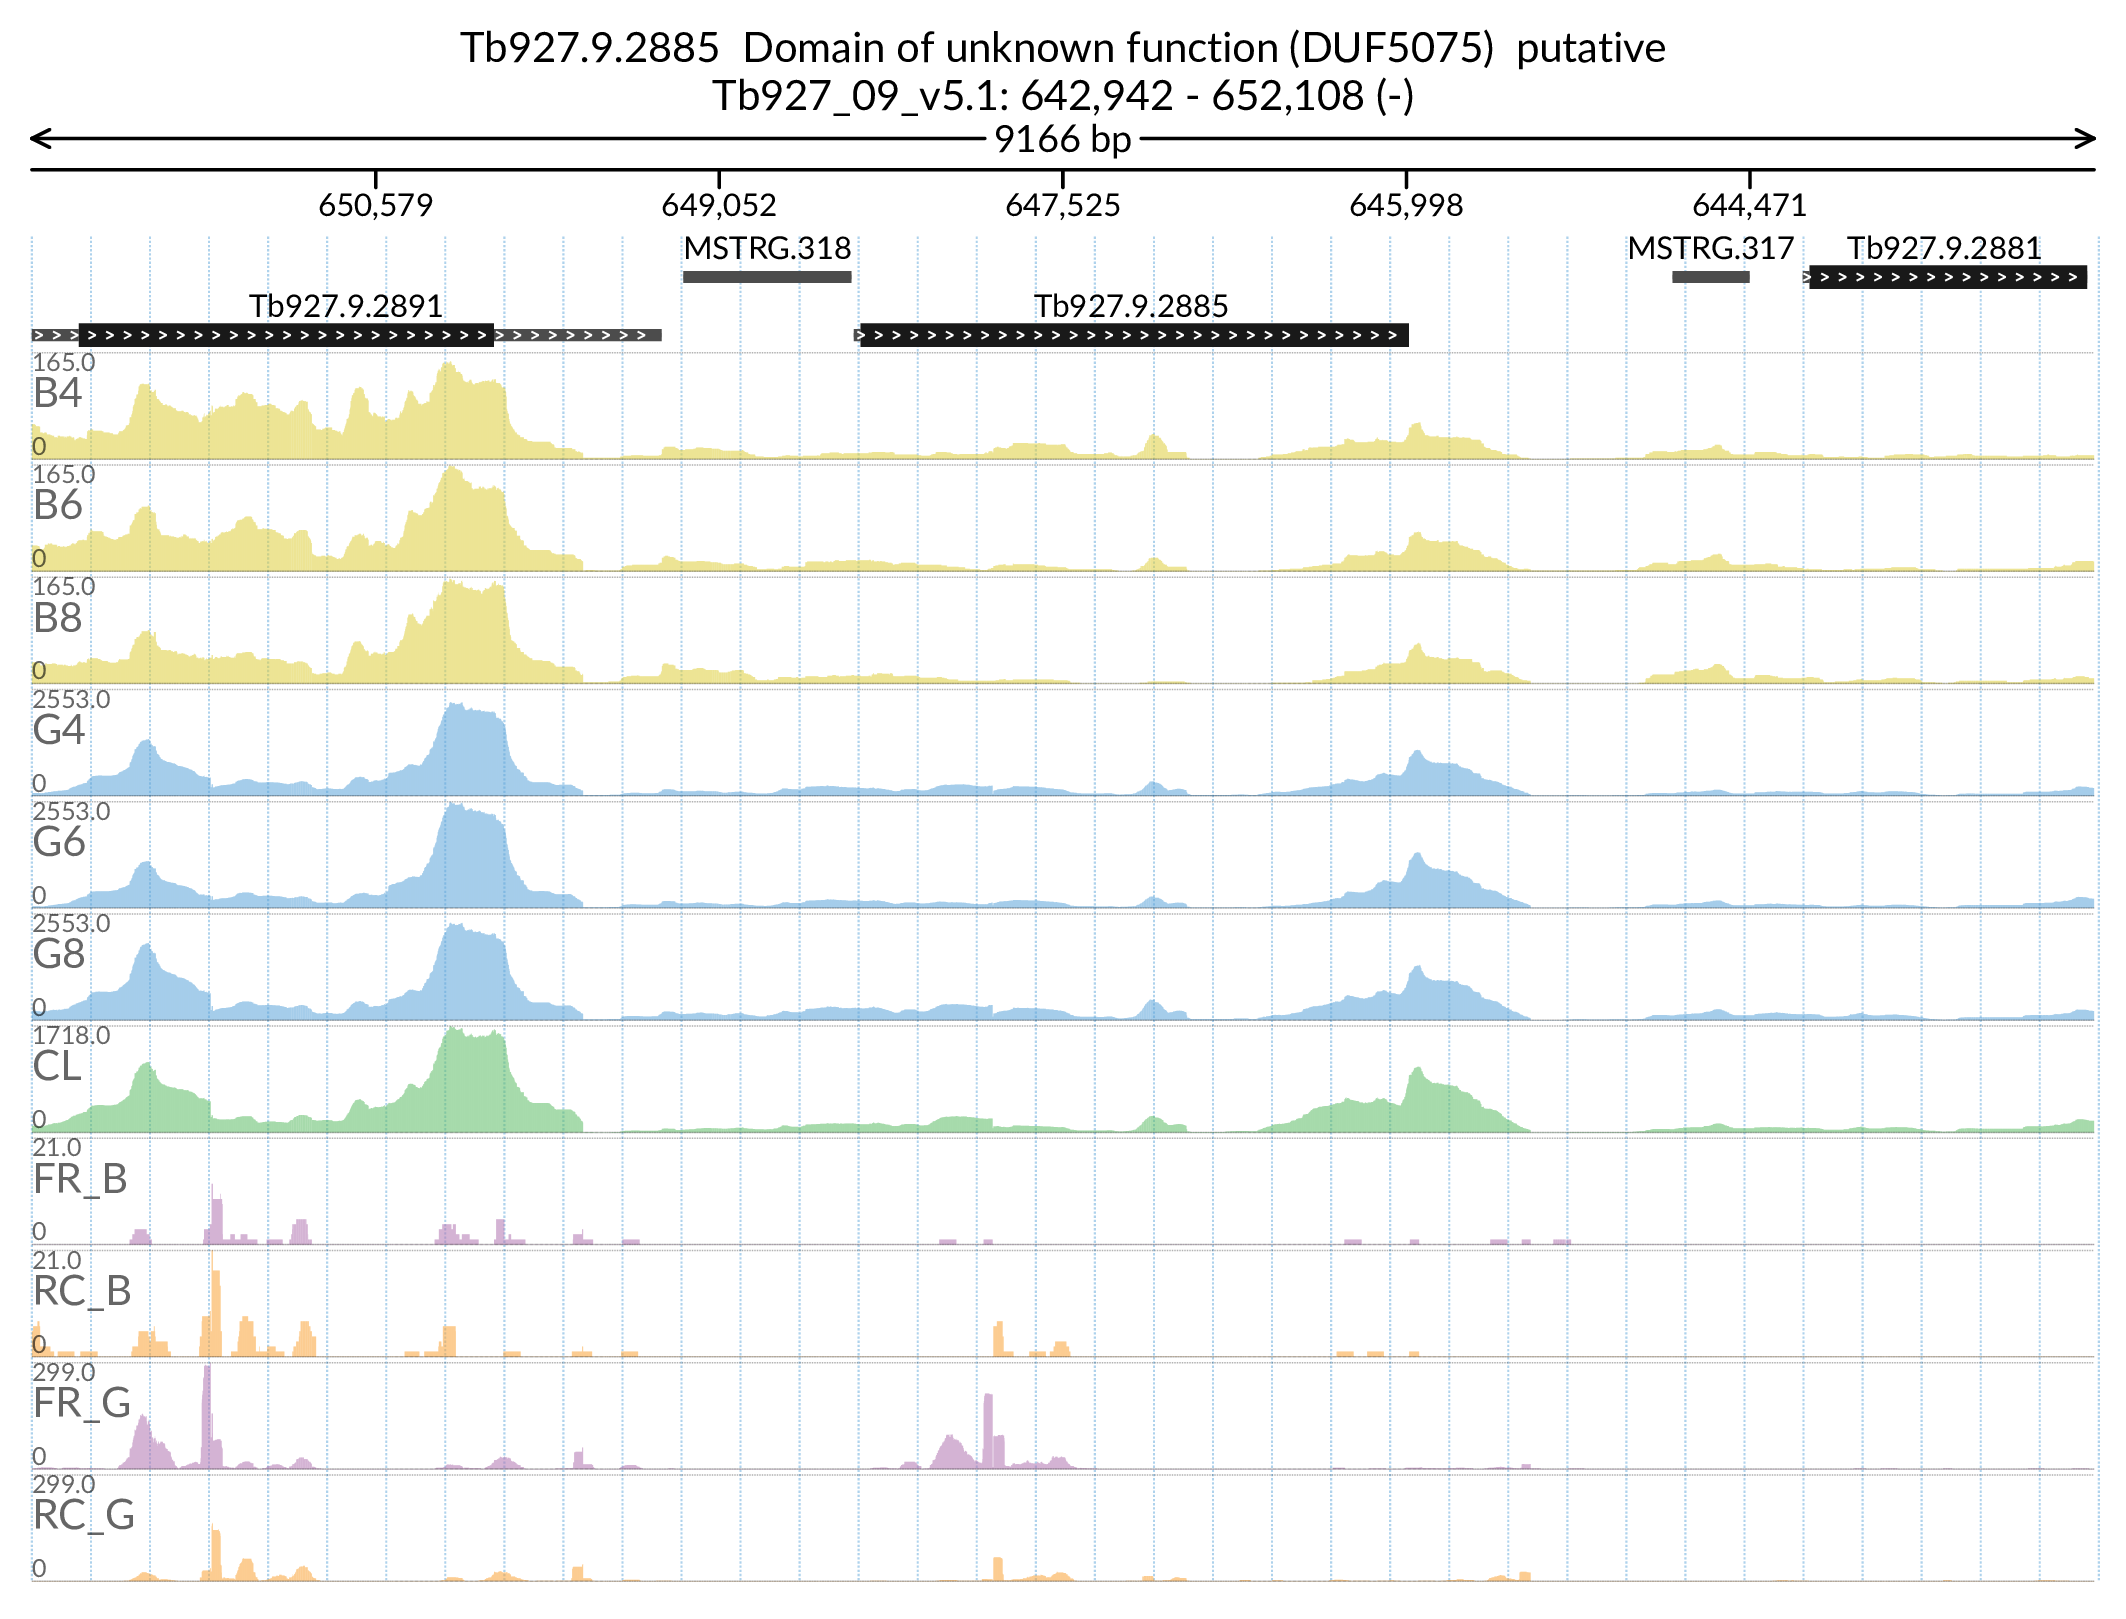 Tb927.9.2885 Domain of unknown function (DUF5075) putative
Tb927_09_v5.1: 642,942 - 652,108 (-)
9166 bp
650,579 649,052 647,525 645,998 644,471
MSTRG.318 MSTRG.317 Tb927.9.2881
Tb927.9.2891 Tb927.9.2885
165.0
B4
0
165.0
B6
0
165.0
B8
0
2553.0
G4
0
2553.0
G6
0
2553.0
G8
0
1718.0
CL
0
21.0
FR_B
0
21.0
RC_B
0
299.0
FR_G
0
299.0
RC_G
0